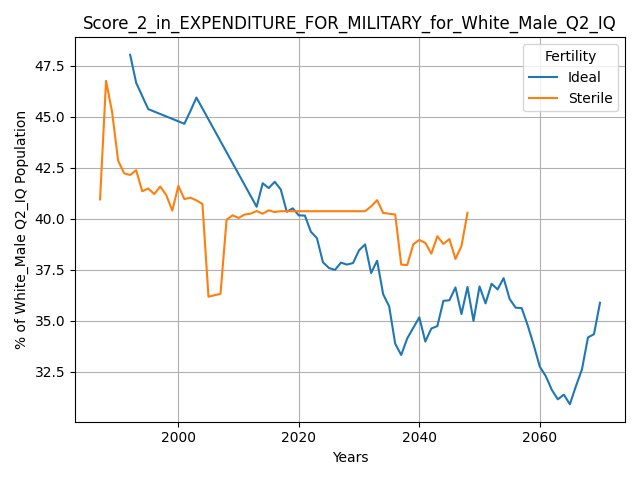 Score_2_in_EXPENDITURE_FOR_MILITARY_for_White_Male_Q2_IQ
Fertility
Ideal
Sterile
% of White_Male Q2_IQ Population
47.5
45.0
42.5
40.0
37.5
35.0
32.5
2000
2020
2040
2060
Years